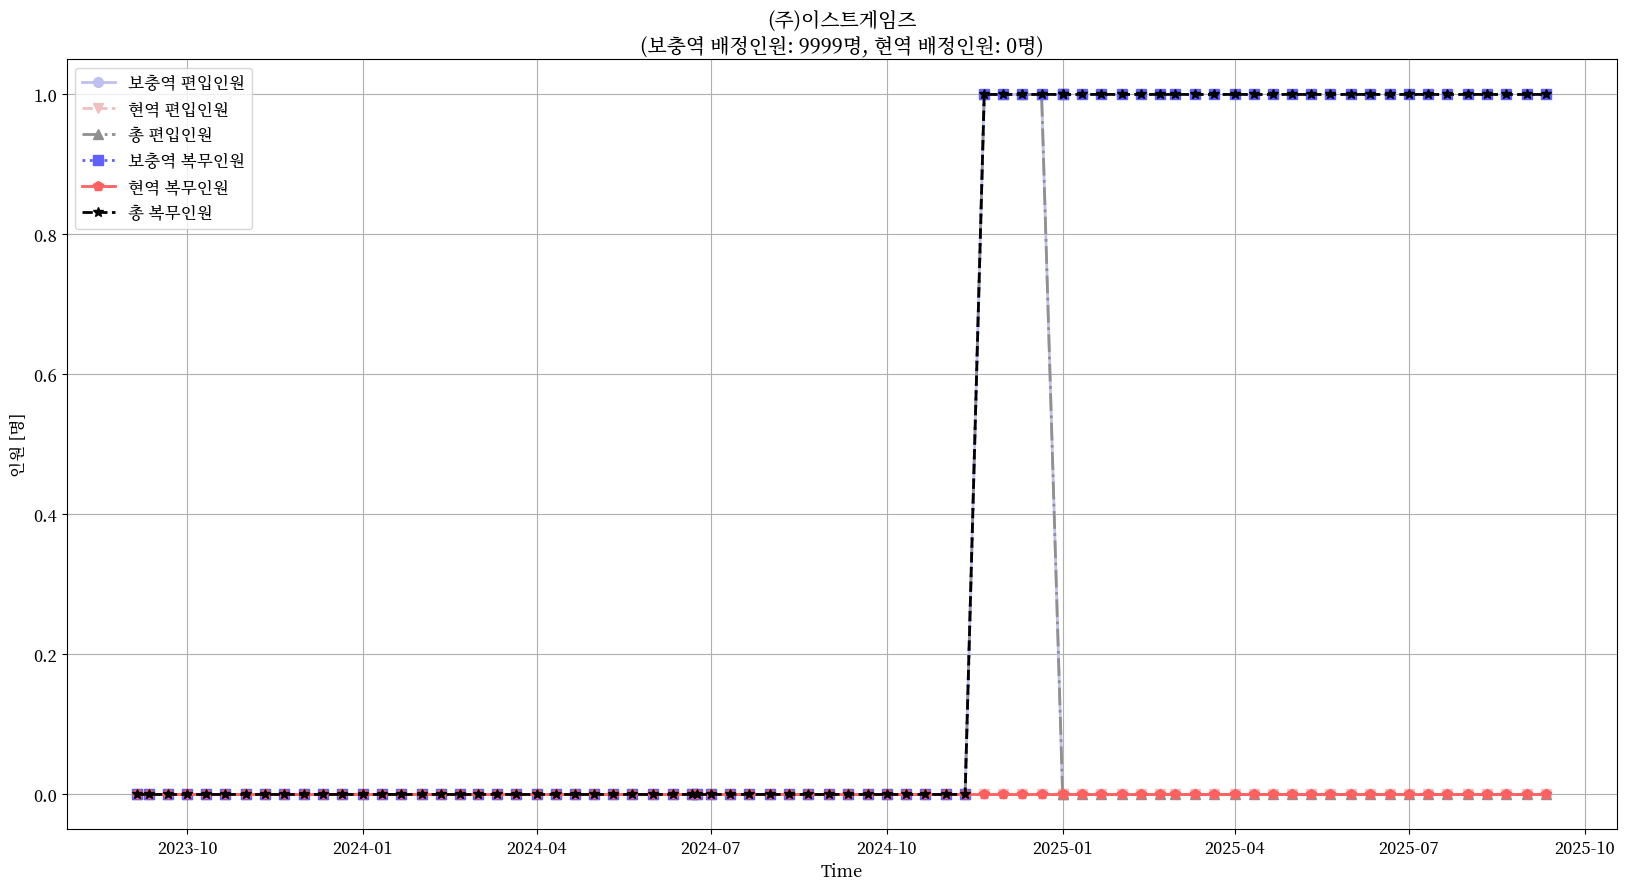 (주)이스트게임즈
(보충역 배정인원: 9999명, 현역 배정인원: 0명)
보충역 편입인원
현역 편입인원
총 편입인원
보충역 복무인원
현역 복무인원
총 복무인원
1.0
0.8
0.6
0.4
0.2
0.0
인원 [명]
2023-10
2024-01
2024-04
2024-07
2024-10
2025-01
2025-04
2025-07
2025-10
Time